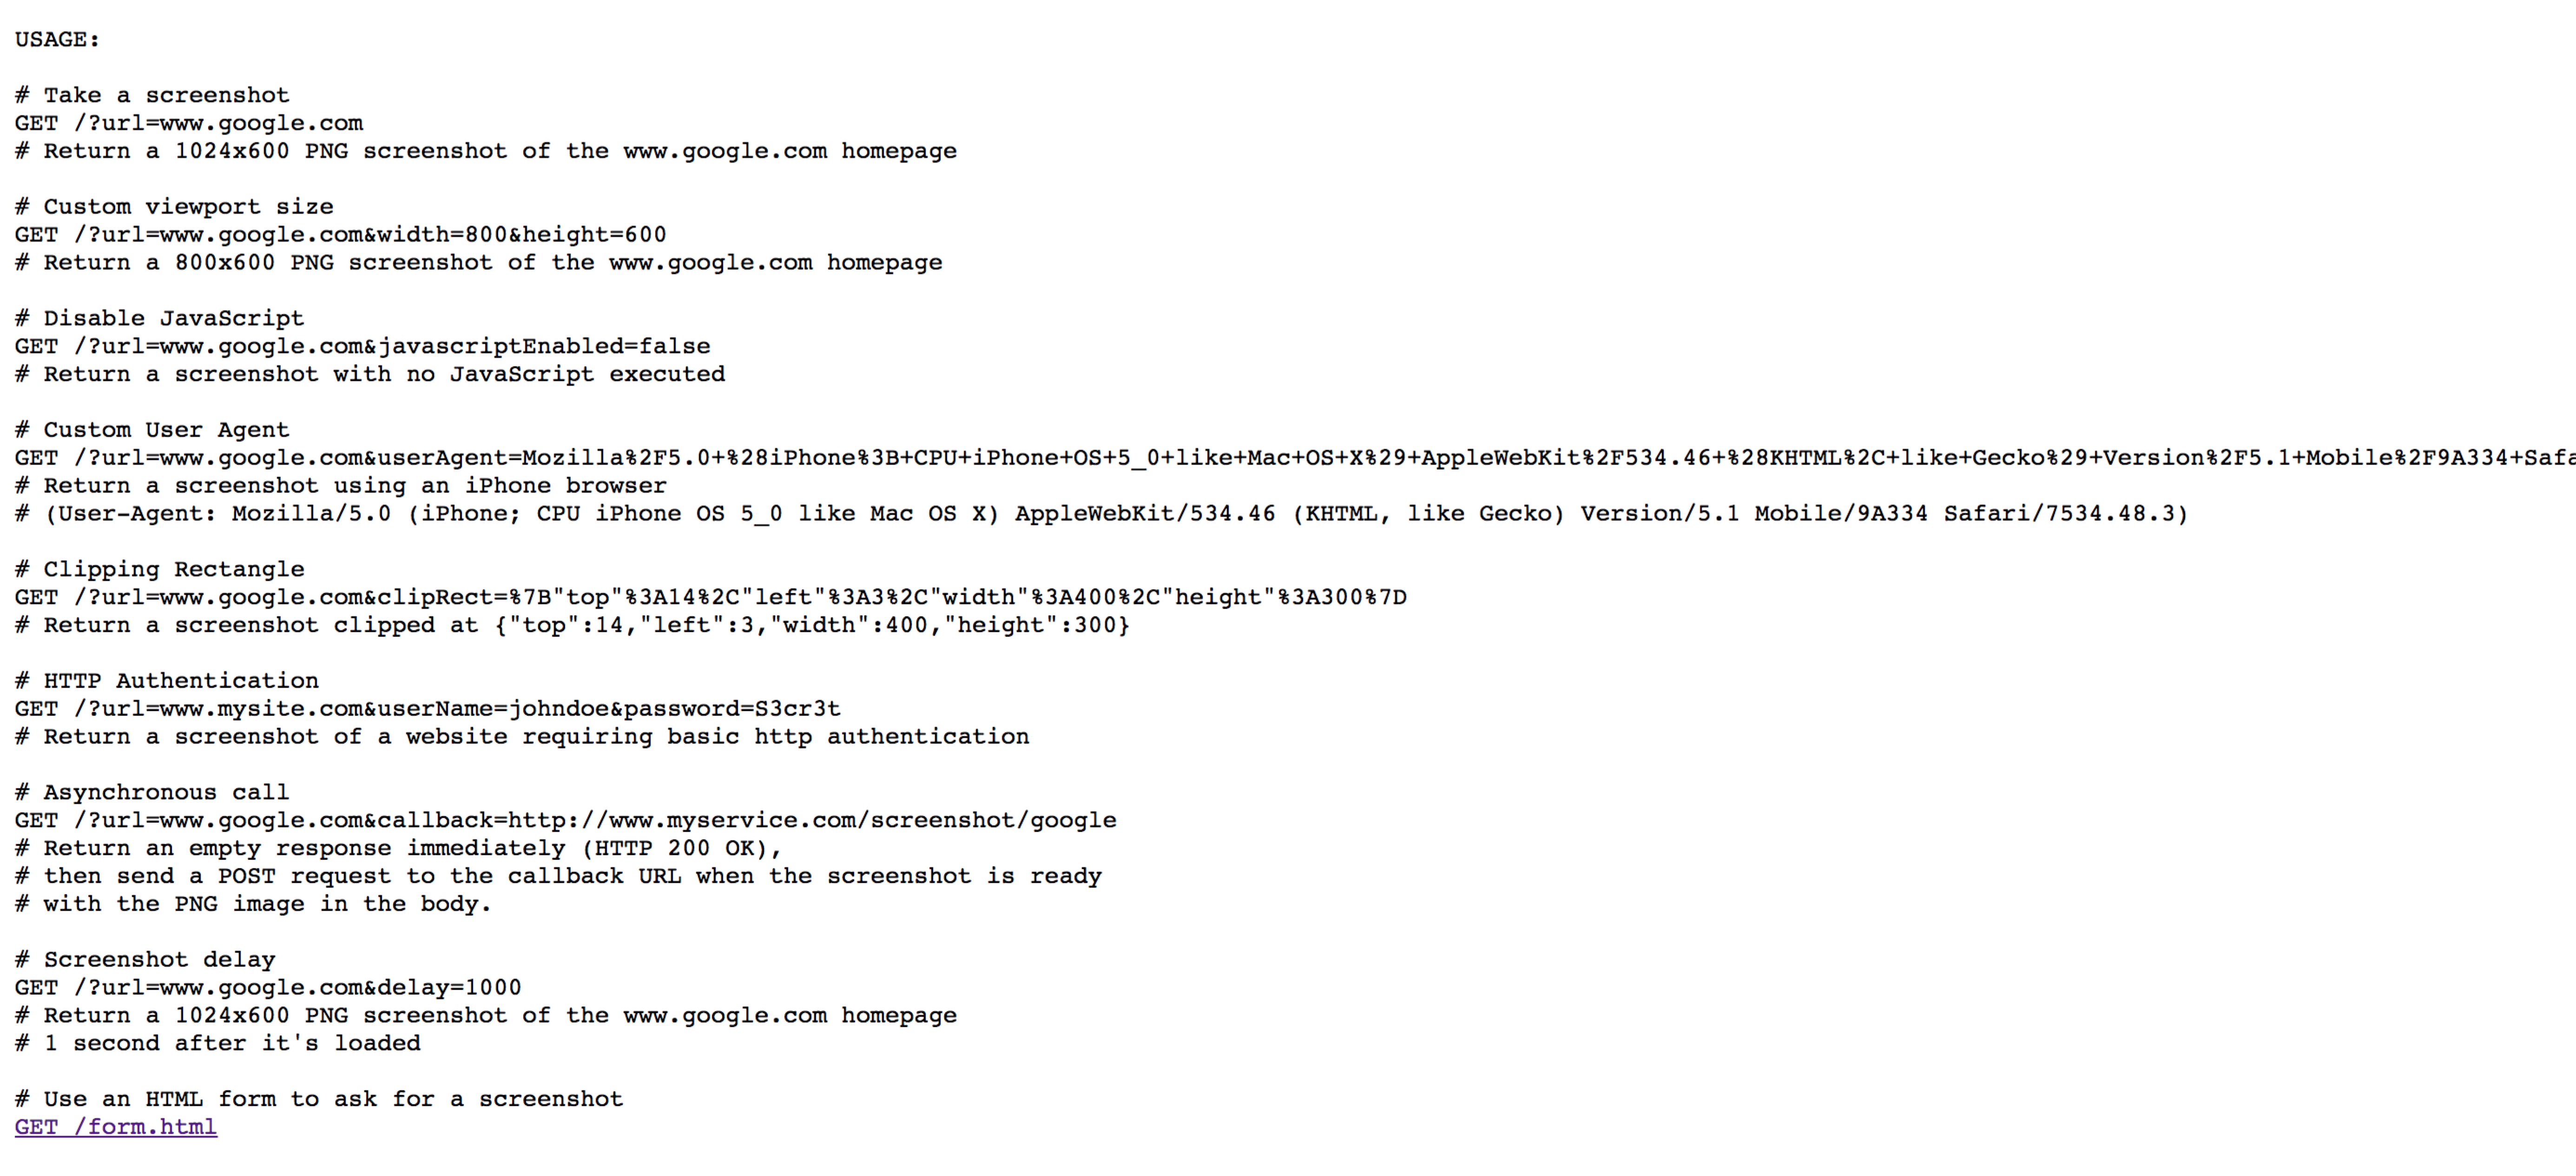 USAGE:
# Take a screenshot
GET /?url=www.google.com
# Return a 1024x600 PNG screenshot of the www.google.com homepage
# Custom viewport size
GET /?url=www.google.com&width=800&height=600
# Return a 800x600 PNG screenshot of the www.google.com homepage
# Disable JavaScript
GET /?url=www.google.com&javascriptEnabled=false
# Return a screenshot with no JavaScript executed
# Custom User Agent
GET /?url=www.google.com&userAgent=Mozilla%2F5.0+%28iPhone%3B+CPU+iPhone+OS+5_0+like+Mac+OS+X%29+AppleWebKit%2F534.46+%28KHTML%2C+like+Gecko%29+Version%2F5.1+Mobile%2F9A334+Safa
# Return a screenshot using an iPhone browser
# (User-Agent: Mozilla/5.0 (iPhone; CPU iPhone OS 5_0 like Mac OS X) AppleWebKit/534.46 (KHTML, like Gecko) Version/5.1 Mobile/9A334 Safari/7534.48.3)
# Clipping Rectangle
GET /?url=www.google.com&clipRect=%7B"top"%3A14%2C"left"%3A3%2C"width"%3A400%2C"height"%3A300%7D
# Return a screenshot clipped at {"top":14,"left":3,"width":400,"height":300}
# HTTP Authentication
GET /?url=www.mysite.com&userName=johndoe&password=S3cr3t
# Return a screenshot of a website requiring basic http authentication
# Asynchronous call
GET /?url=www.google.com&callback=http://www.myservice.com/screenshot/google
# Return an empty response immediately (HTTP 200 OK),
# then send a POST request to the callback URL when the screenshot is ready
# with the PNG image in the body.
# Screenshot delay
GET /?url=www.google.com&delay=1000
# Return a 1024x600 PNG screenshot of the www.google.com homepage
# 1 second after it's loaded
# Use an HTML form to ask for a screenshot
GET /form.html